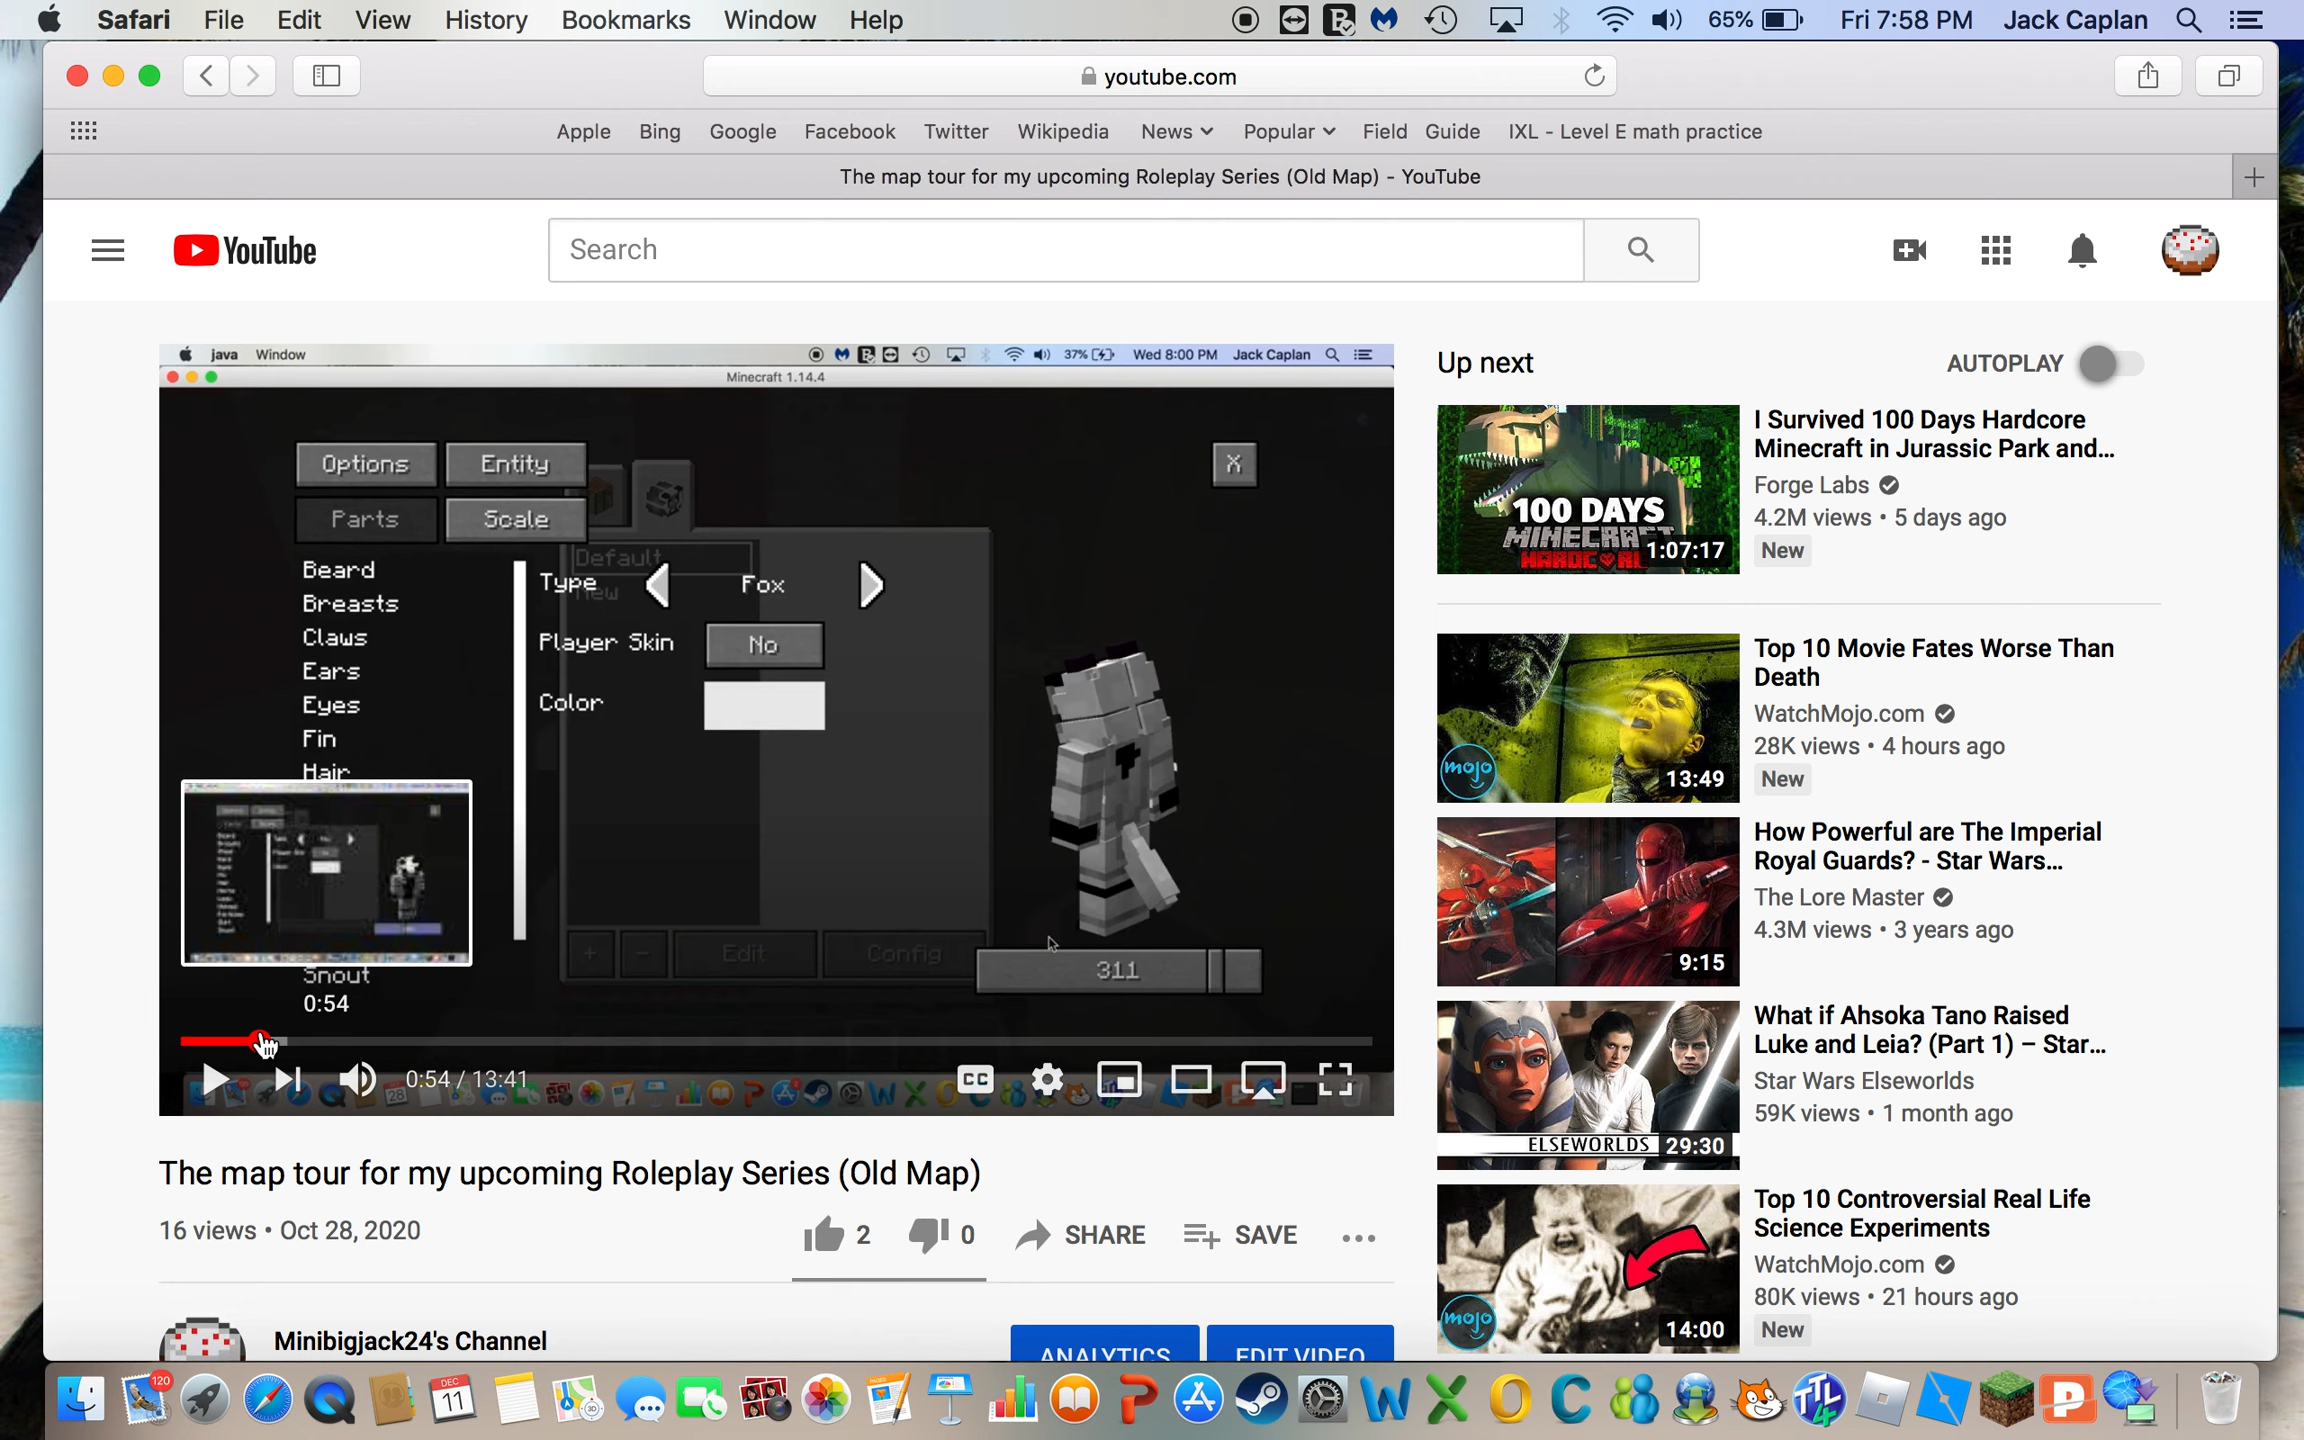 Safari File Edit View History Bookmarks Window Help 65% Fri 7:58 PM Jack Caplan
youtube.com
Apple Bing Google Facebook Twitter Wikipedia News Popular Field Guide IXL - Level E math practice
The map tour for my upcoming Roleplay Series (Old Map) - YouTube
YouTube
Search
java Window 37% Wed 8:00 PM Jack Caplan
Minecraft 1.14.4
Options Entity X
Parts Scale
Default
Beard
Type Fox
New
Breasts
Claws
Player Skin No
Ears
Eyes
Color
Fin
Hair
Snout
+ - Edit Config
311
0:54
0:54 / 13:41
CC
The map tour for my upcoming Roleplay Series (Old Map)
16 views • Oct 28, 2020
2 0 SHARE SAVE
Minibigjack24's Channel
ANALYTICS EDIT VIDEO
Up next AUTOPLAY
100 DAYS
MINECRAFT
HARDCORE
1:07:17
I Survived 100 Days Hardcore
Minecraft in Jurassic Park and...
Forge Labs
4.2M views • 5 days ago
New
mojo
13:49
Top 10 Movie Fates Worse Than
Death
WatchMojo.com
28K views • 4 hours ago
New
9:15
How Powerful are The Imperial
Royal Guards? - Star Wars...
The Lore Master
4.3M views • 3 years ago
ELSEWORLDS 29:30
What if Ahsoka Tano Raised
Luke and Leia? (Part 1) – Star...
Star Wars Elseworlds
59K views • 1 month ago
mojo
14:00
Top 10 Controversial Real Life
Science Experiments
WatchMojo.com
80K views • 21 hours ago
New
120
DEC
11
3D
TTL
4